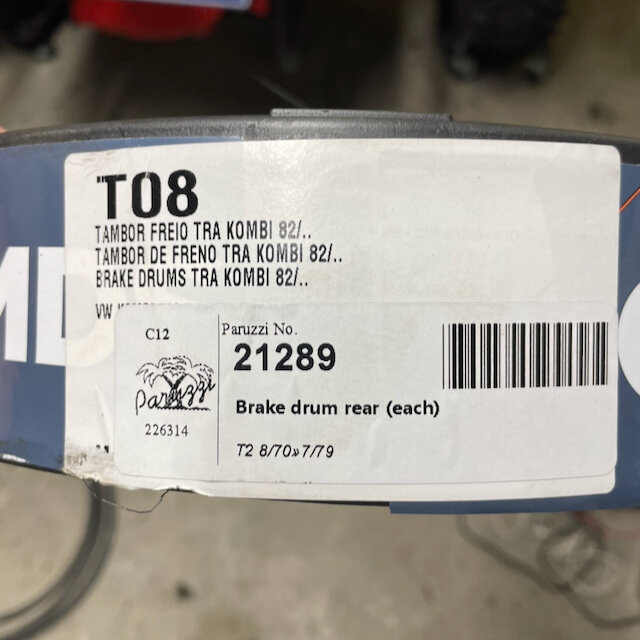 T08
TAMBOR FREIO TRA KOMBI 82/..
TAMBOR DE FRENO TRA KOMBI 82/..
BRAKE DRUMS TRA KOMBI 82/..
VW
C12
Paruzzi
226314
Paruzzi No.
21289
Brake drum rear (each)
T2 8/70»7/79